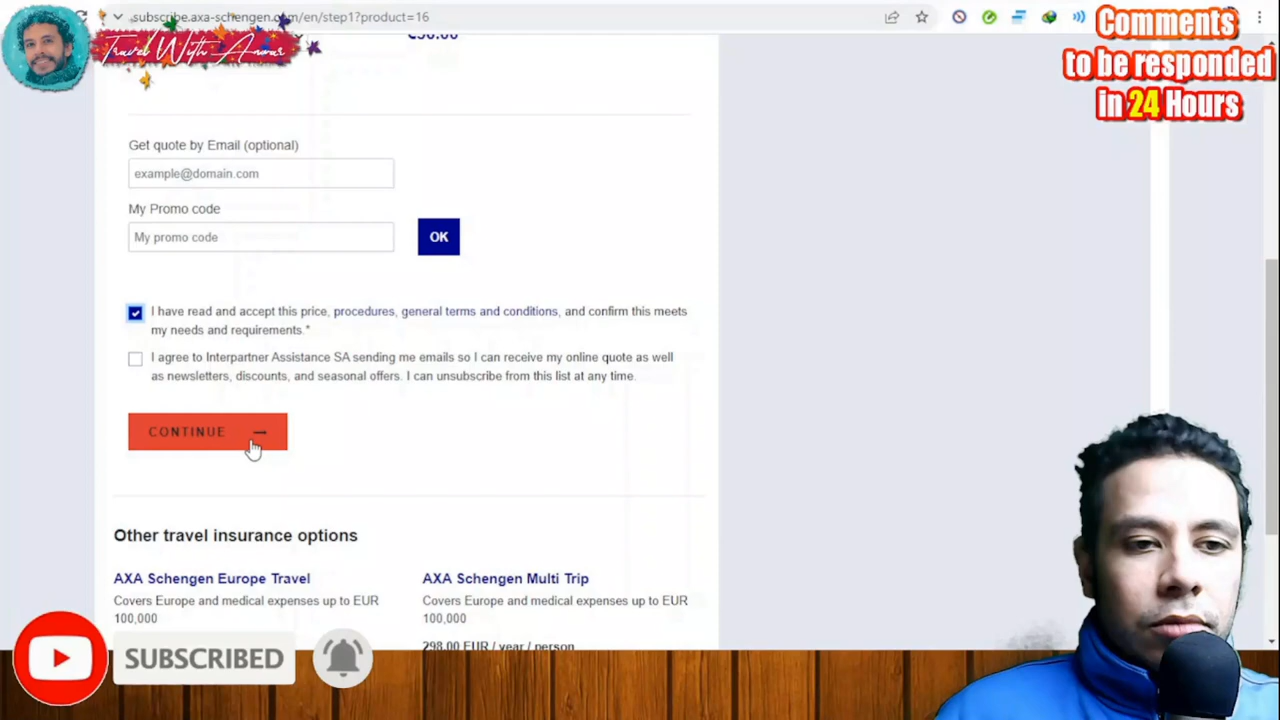 subscribe.axa-schengen.com/en/step1?product=16
Travel With Anwar
Comments
to be responded
in 24 Hours
Get quote by Email (optional)
example@domain.com
My Promo code
My promo code
OK
I have read and accept this price, procedures, general terms and conditions, and confirm this meets
my needs and requirements.*
I agree to Interpartner Assistance SA sending me emails so I can receive my online quote as well
as newsletters, discounts, and seasonal offers. I can unsubscribe from this list at any time.
CONTINUE
Other travel insurance options
AXA Schengen Europe Travel
Covers Europe and medical expenses up to EUR
100,000
AXA Schengen Multi Trip
Covers Europe and medical expenses up to EUR
100,000
298.00 EUR / year / person
SUBSCRIBED